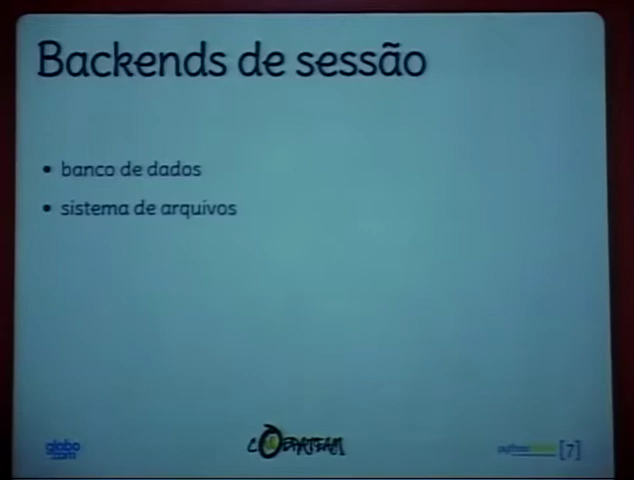 Backends de sessão
• banco de dados
• sistema de arquivos
globo
.com
[7]